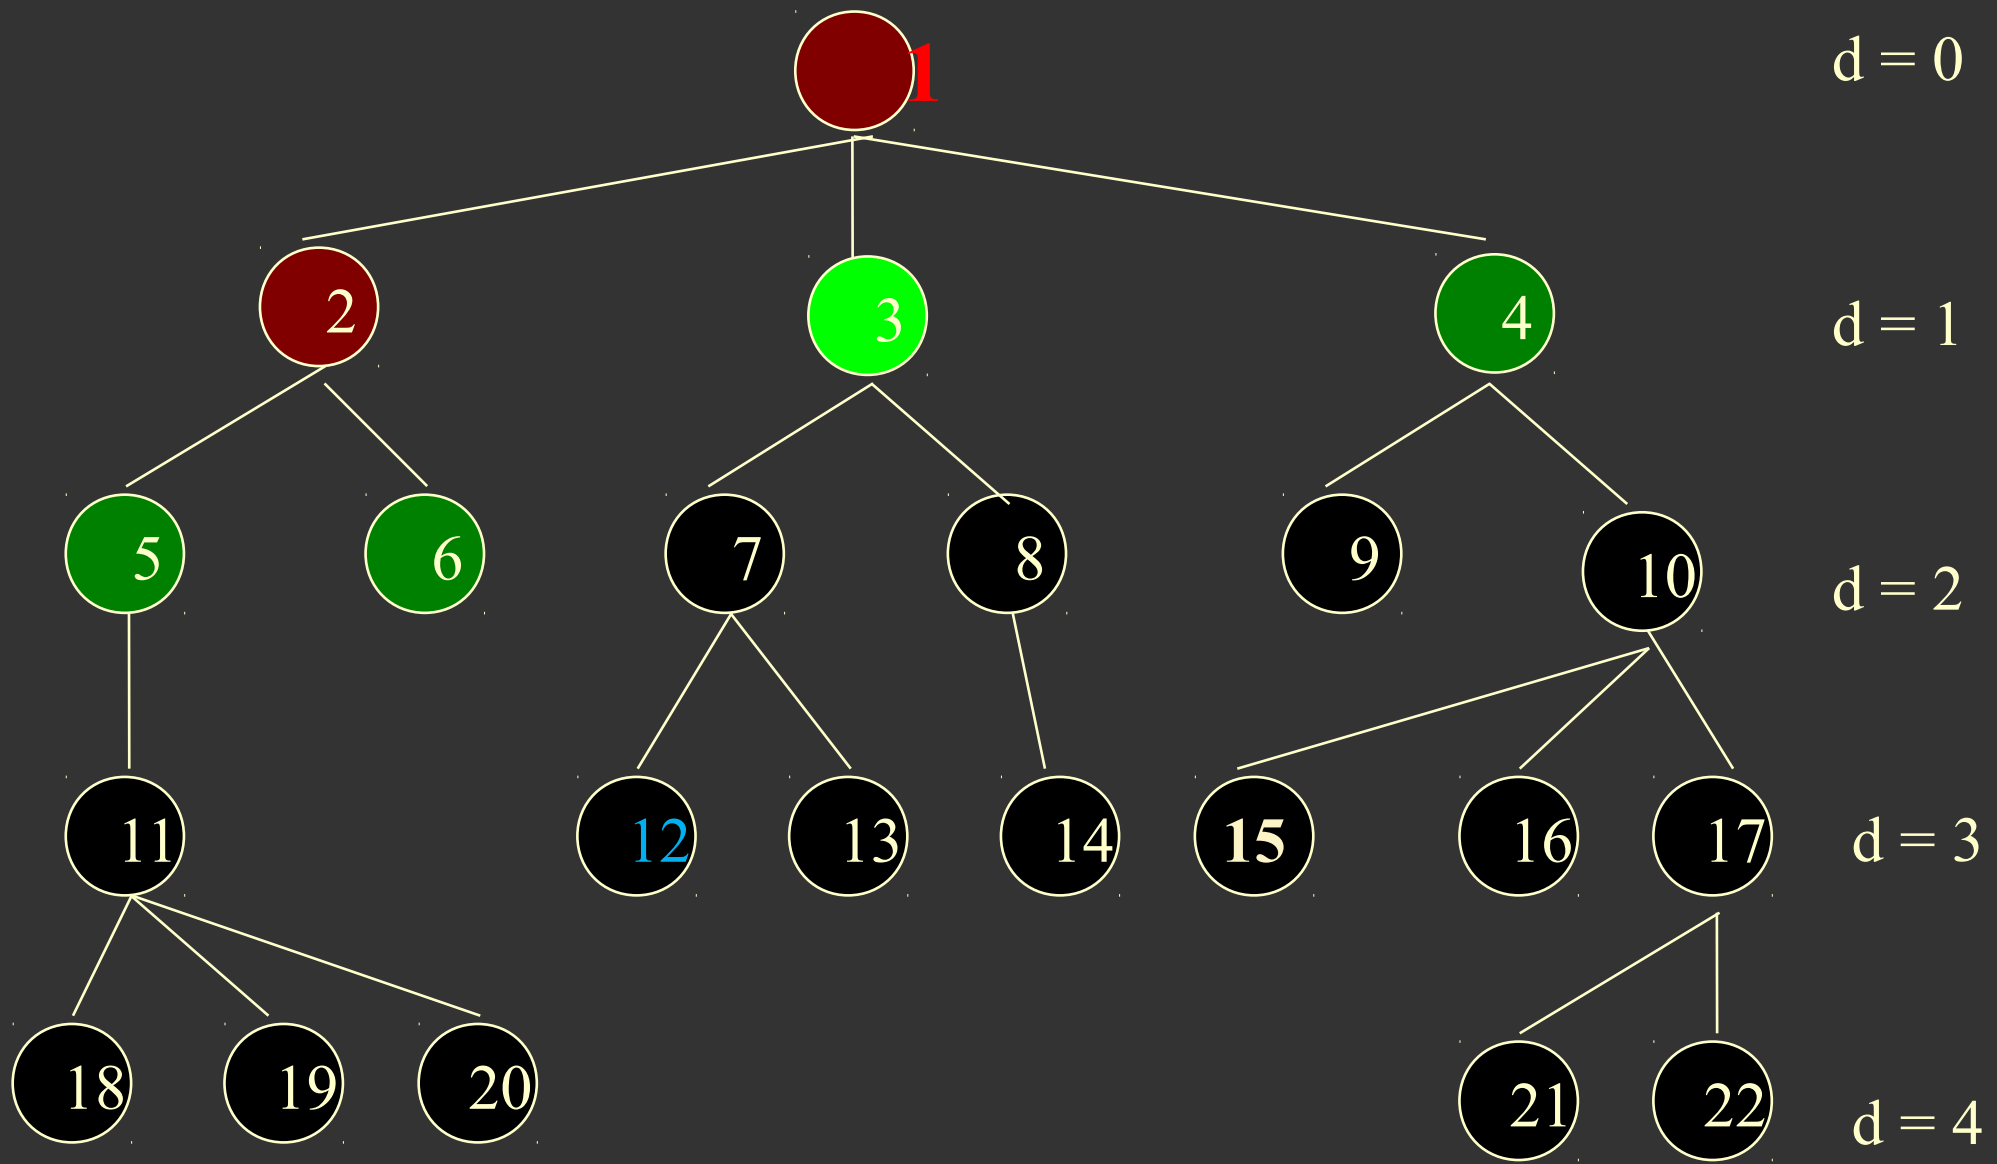 1 d = 0
2 3 4 d = 1
5 6 7 8 9 10 d = 2
11 12 13 14 15 16 17 d = 3
18 19 20 21 22 d = 4